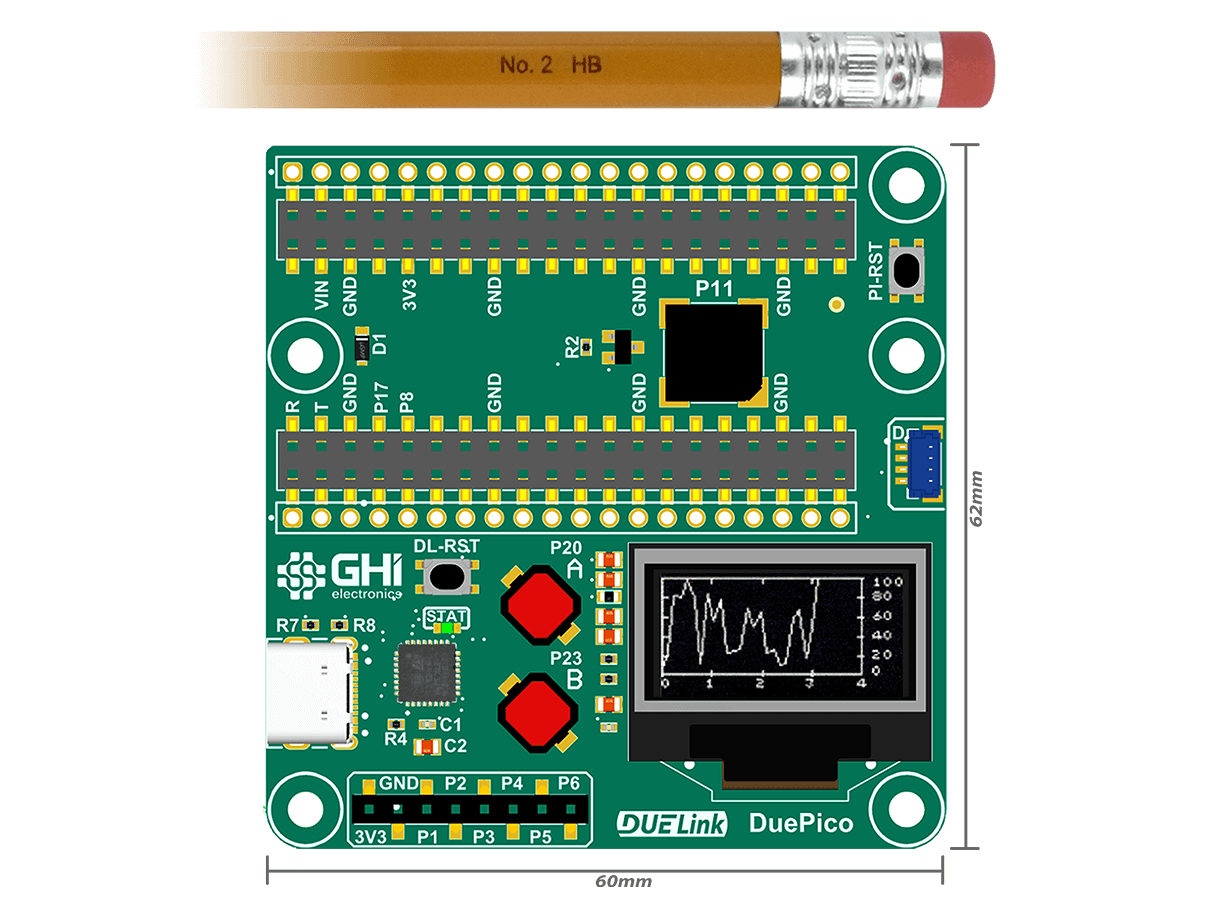 No. 2 HB
P11
PI-RST
VIN
GND
3V3
GND
GND
GND
D1
R2
R
T
GND
P17
P8
GND
GND
GND
D
62mm
GHI
electronics
DL-RST
STAT
P20
A
P23
B
R7
R8
R4
C1
C2
100
80
60
40
20
0
0 1 2 3 4
GND P2 P4 P6
3V3 P1 P3 P5
DUELink
DuePico
60mm